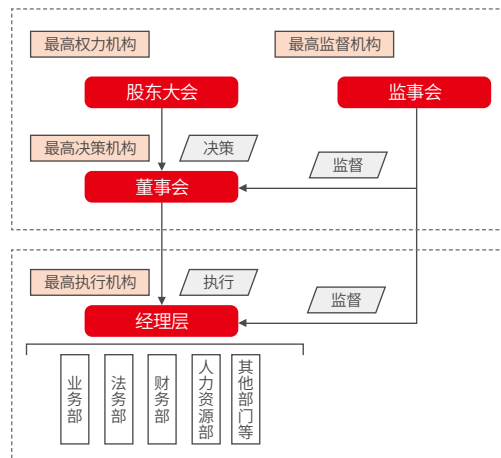 最高权力机构
最高监督机构
股东大会
监事会
最高决策机构
决策
监督
董事会
最高执行机构
执行
监督
经理层
业务部
法务部
财务部
人力资源部
其他部门等